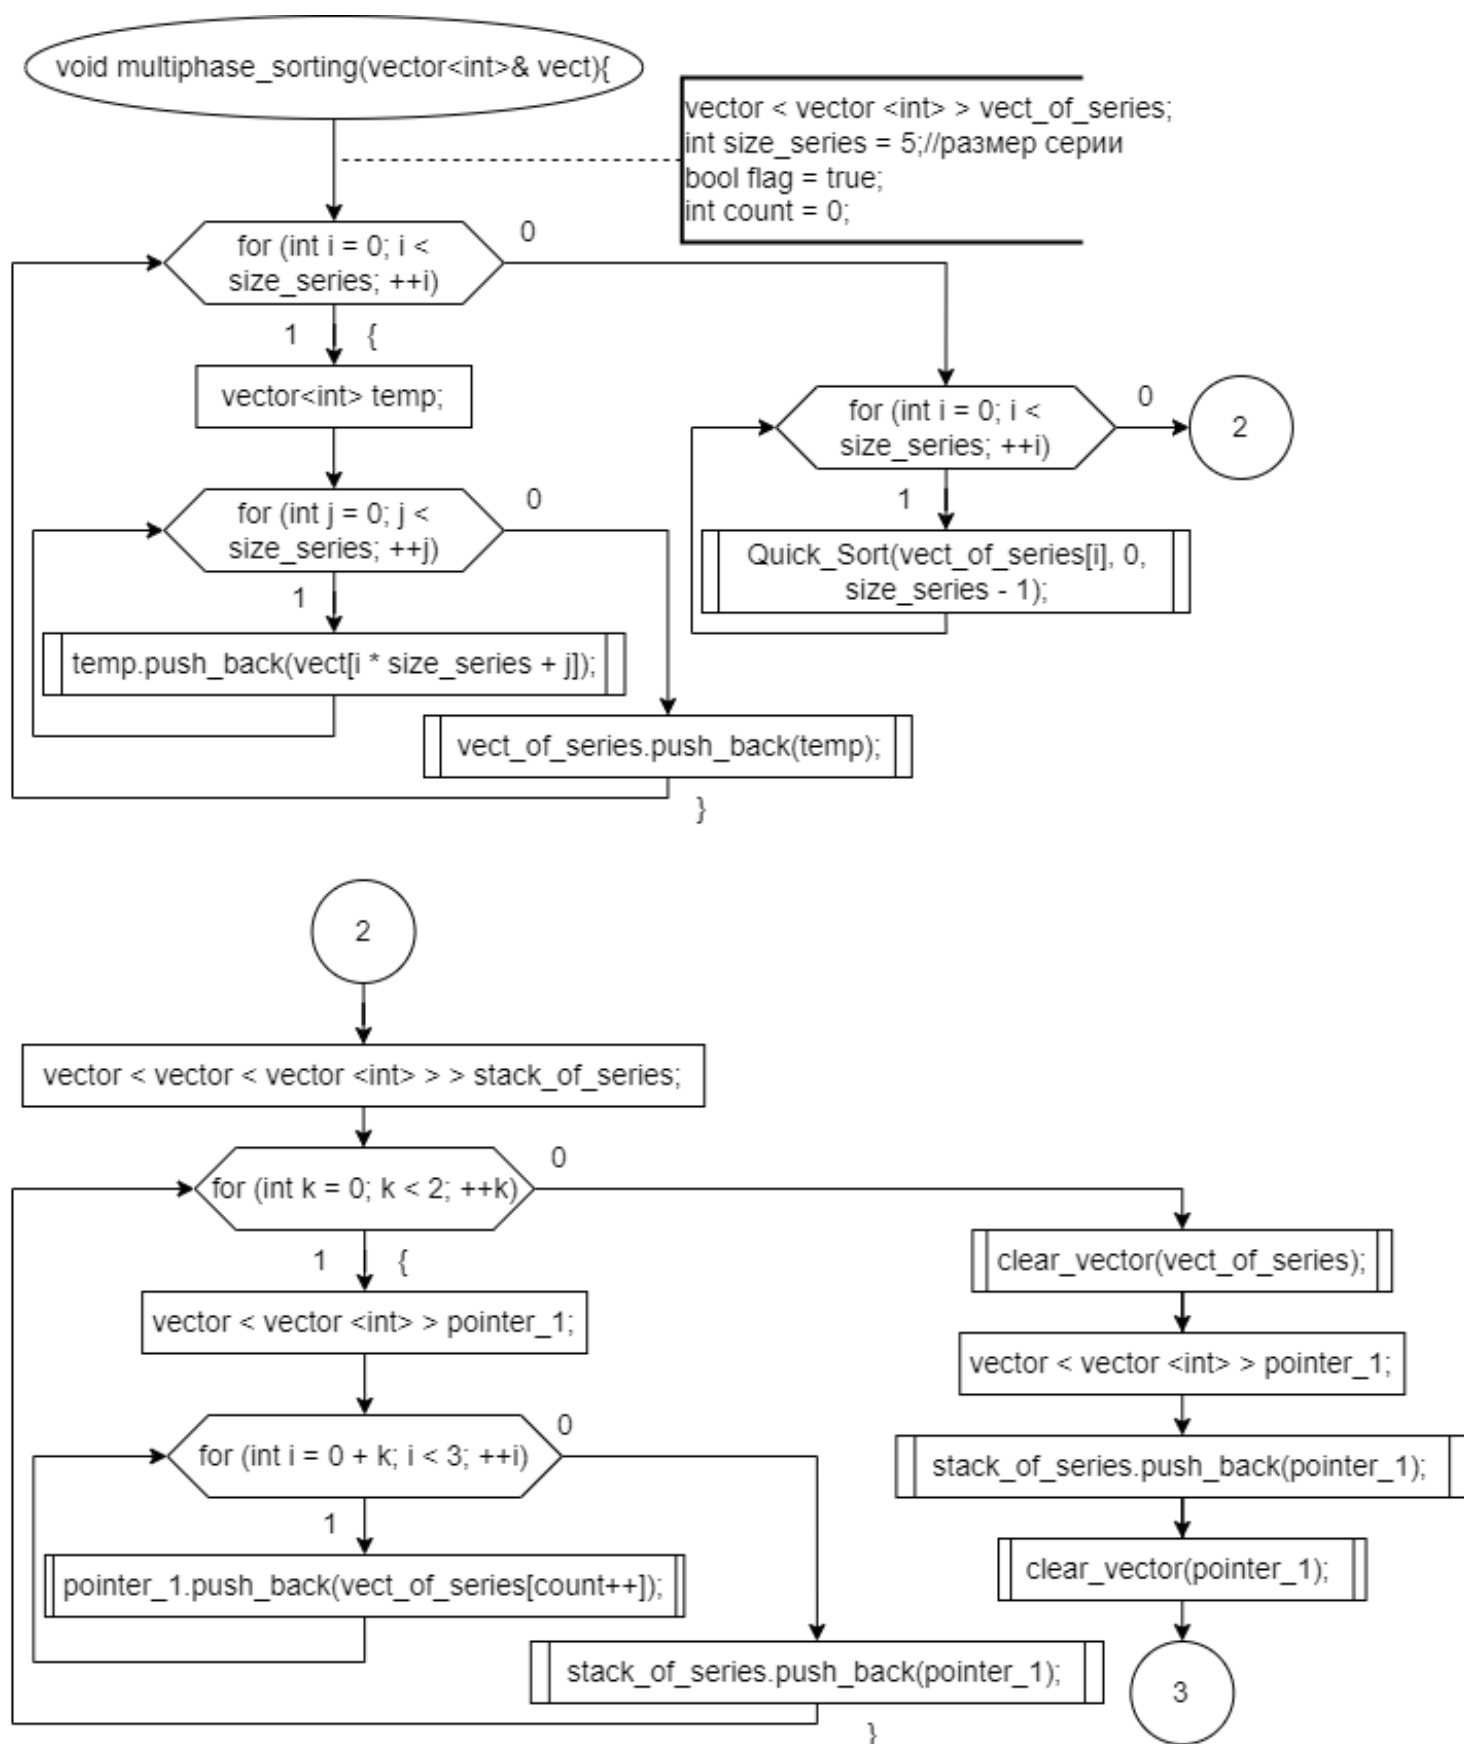 void multiphase_sorting(vector<int>& vect){
vector < vector <int> > vect_of_series;
int size_series = 5;//размер серии
bool flag = true;
int count = 0;
for (int i = 0; i <
size_series; ++i)
0
1
{
vector<int> temp;
for (int j = 0; j <
size_series; ++j)
0
1
temp.push_back(vect[i * size_series + j]);
vect_of_series.push_back(temp);
}
for (int i = 0; i <
size_series; ++i)
0
2
1
Quick_Sort(vect_of_series[i], 0,
size_series - 1);
2
vector < vector < vector <int> > > stack_of_series;
for (int k = 0; k < 2; ++k)
0
1
{
vector < vector <int> > pointer_1;
for (int i = 0 + k; i < 3; ++i)
0
1
pointer_1.push_back(vect_of_series[count++]);
stack_of_series.push_back(pointer_1);
}
clear_vector(vect_of_series);
vector < vector <int> > pointer_1;
stack_of_series.push_back(pointer_1);
clear_vector(pointer_1);
3